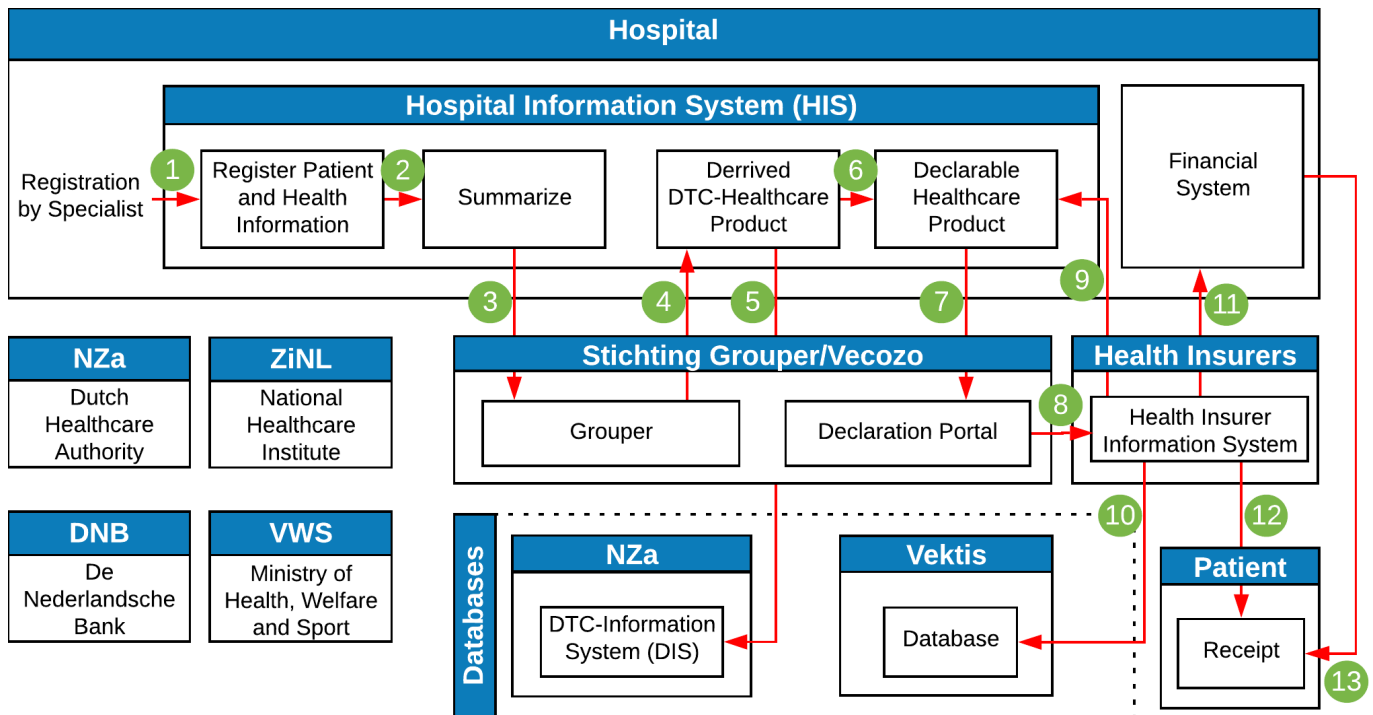 Hospital
Hospital Information System (HIS)
Registration
by Specialist
1
Register Patient
and Health
Information
2
Summarize
Derrived
DTC-Healthcare
Product
6
Declarable
Healthcare
Product
Financial
System
3
4
5
7
9
11
NZa
Dutch
Healthcare
Authority
ZiNL
National
Healthcare
Institute
Stichting Grouper/Vecozo
Grouper
Declaration Portal
8
Health Insurers
Health Insurer
Information System
DNB
De
Nederlandsche
Bank
VWS
Ministry of
Health, Welfare
and Sport
Databases
NZa
DTC-Information
System (DIS)
Vektis
Database
10
12
Patient
Receipt
13